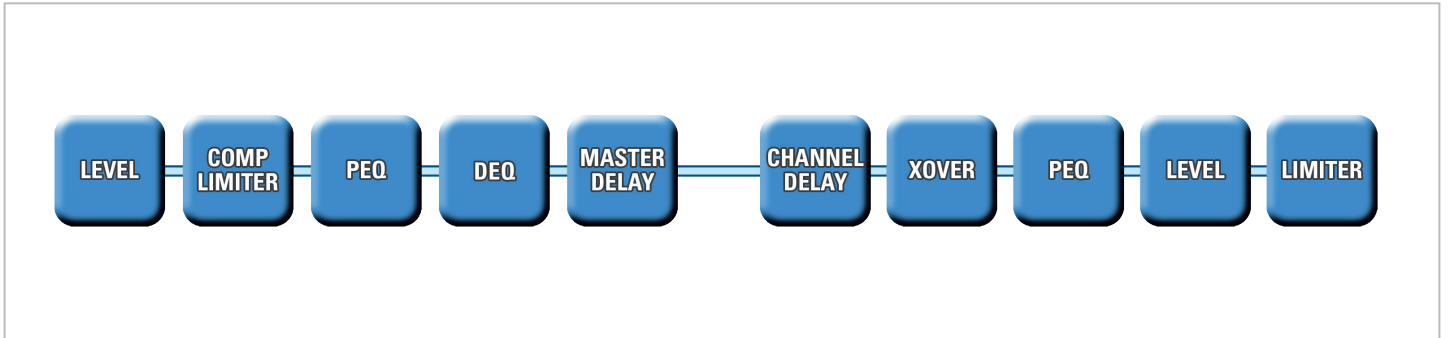 LEVEL
COMP
LIMITER
PEQ
DEQ
MASTER
DELAY
CHANNEL
DELAY
XOVER
PEQ
LEVEL
LIMITER